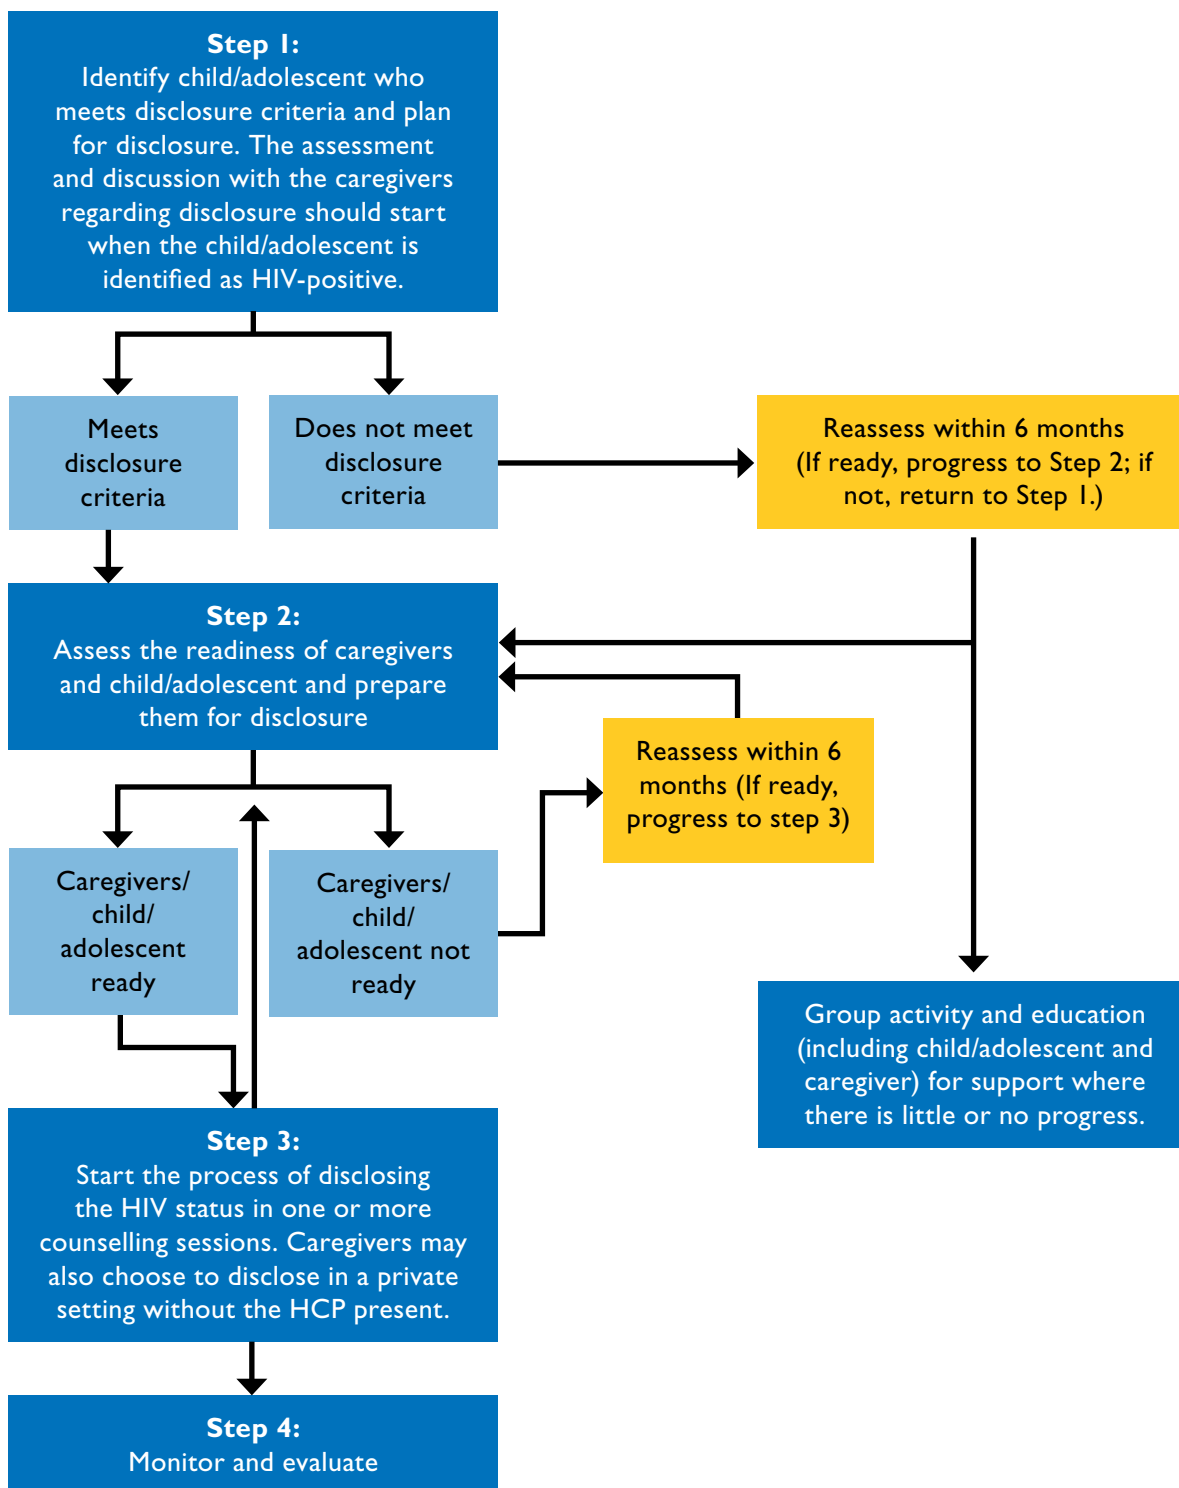 Step 1:
Identify child/adolescent who
meets disclosure criteria and plan
for disclosure. The assessment
and discussion with the caregivers
regarding disclosure should start
when the child/adolescent is
identified as HIV-positive.
Meets
disclosure
criteria
Does not meet
disclosure
criteria
Reassess within 6 months
(If ready, progress to Step 2; if
not, return to Step 1.)
Step 2:
Assess the readiness of caregivers
and child/adolescent and prepare
them for disclosure
Reassess within 6
months (If ready,
progress to step 3)
Caregivers/
child/
adolescent
ready
Caregivers/
child/
adolescent not
ready
Group activity and education
(including child/adolescent and
caregiver) for support where
there is little or no progress.
Step 3:
Start the process of disclosing
the HIV status in one or more
counselling sessions. Caregivers may
also choose to disclose in a private
setting without the HCP present.
Step 4:
Monitor and evaluate